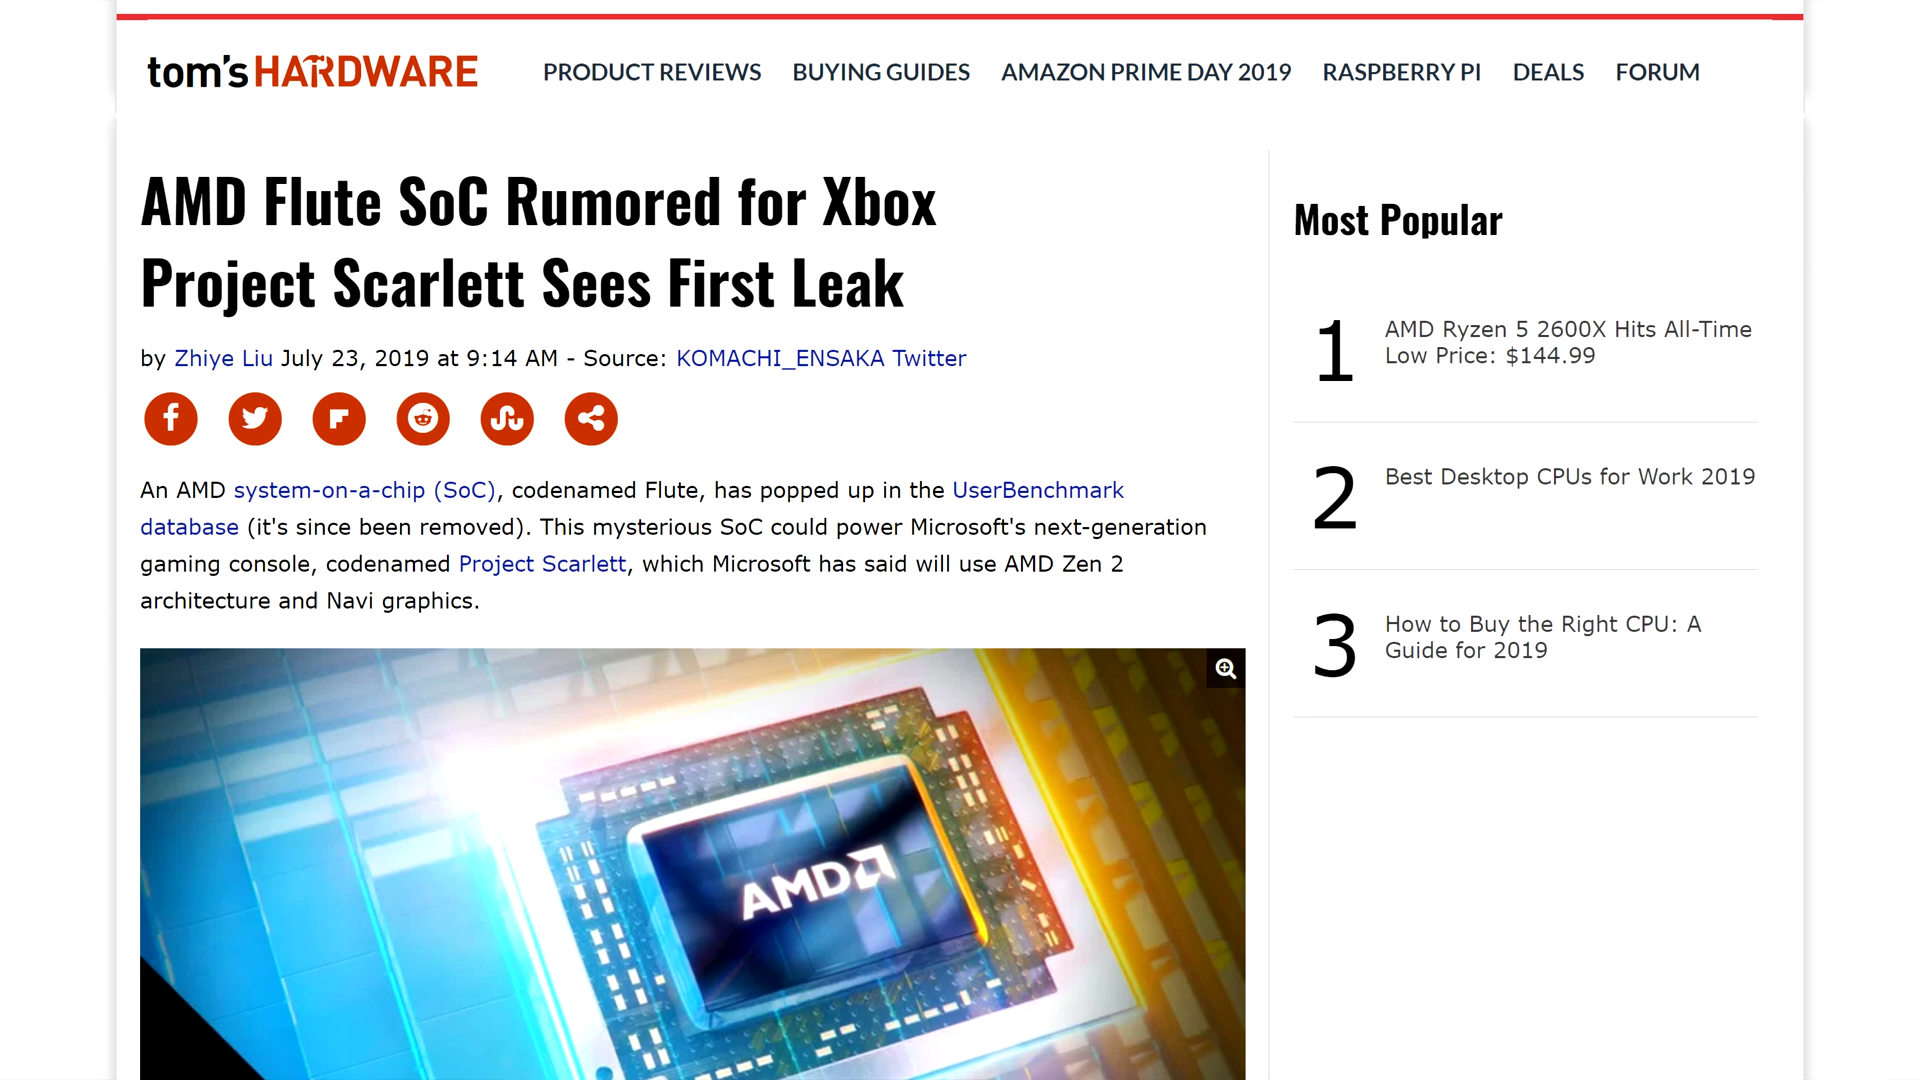 tom's HARDWARE
PRODUCT REVIEWS BUYING GUIDES AMAZON PRIME DAY 2019 RASPBERRY PI DEALS FORUM
AMD Flute SoC Rumored for Xbox
Project Scarlett Sees First Leak
by Zhiye Liu July 23, 2019 at 9:14 AM - Source: KOMACHI_ENSAKA Twitter
An AMD system-on-a-chip (SoC), codenamed Flute, has popped up in the UserBenchmark
database (it's since been removed). This mysterious SoC could power Microsoft's next-generation
gaming console, codenamed Project Scarlett, which Microsoft has said will use AMD Zen 2
architecture and Navi graphics.
AMD
Most Popular
1
AMD Ryzen 5 2600X Hits All-Time
Low Price: $144.99
2
Best Desktop CPUs for Work 2019
3
How to Buy the Right CPU: A
Guide for 2019